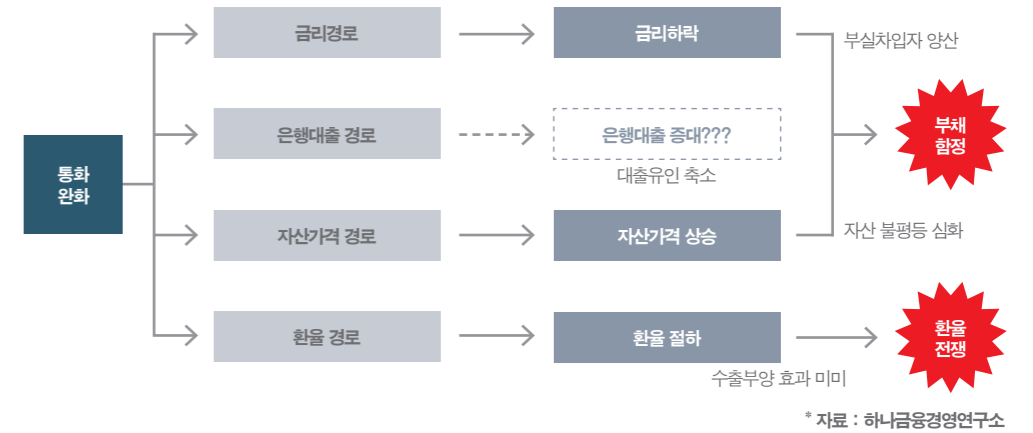 금리경로
금리하락
부실차입자 양산
은행대출 경로
은행대출 증대???
대출유인 축소
부채
함정
통화
완화
자산가격 경로
자산가격 상승
자산 불평등 심화
환율 경로
환율 절하
수출부양 효과 미미
환율
전쟁
* 자료 : 하나금융경영연구소